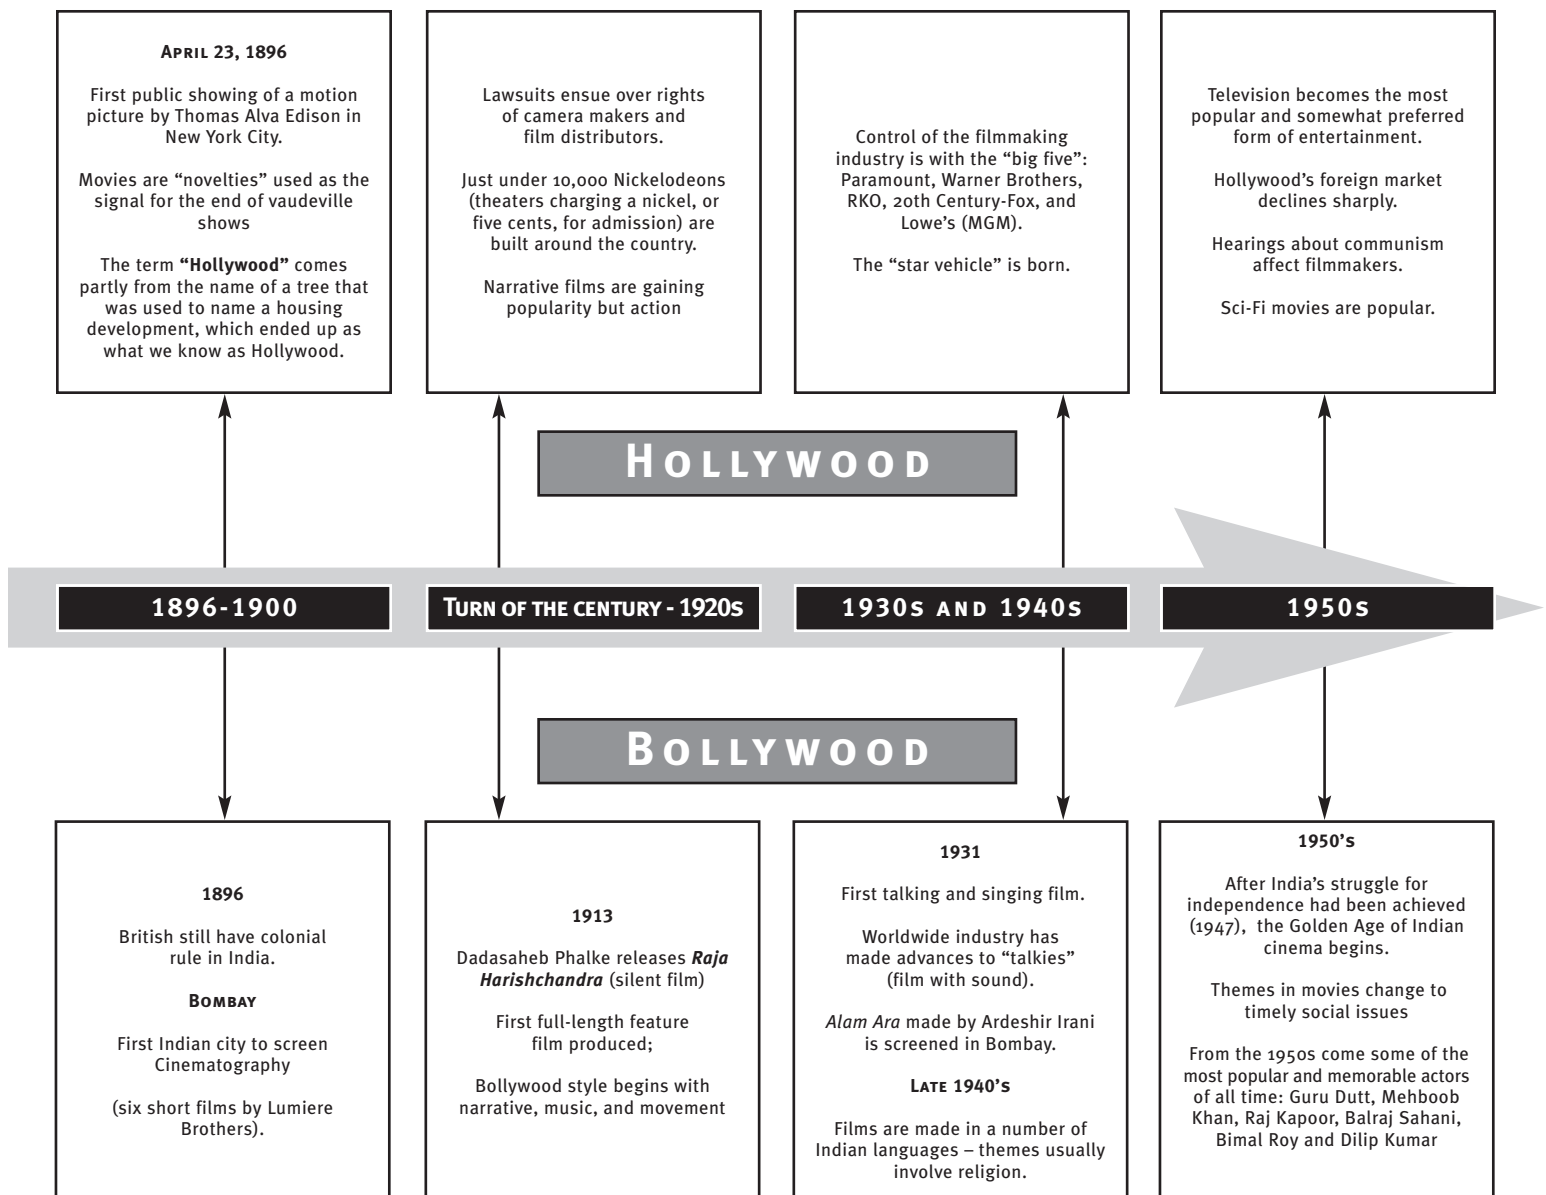 APRIL 23, 1896
First public showing of a motion
picture by Thomas Alva Edison in
New York City.
Movies are “novelties” used as the
signal for the end of vaudeville
shows
The term “Hollywood” comes
partly from the name of a tree that
was used to name a housing
development, which ended up as
what we know as Hollywood.
Lawsuits ensue over rights
of camera makers and
film distributors.
Just under 10,000 Nickelodeons
(theaters charging a nickel, or
five cents, for admission) are
built around the country.
Narrative films are gaining
popularity but action
Control of the filmmaking
industry is with the “big five”:
Paramount, Warner Brothers,
RKO, 20th Century-Fox, and
Lowe’s (MGM).
The “star vehicle” is born.
Television becomes the most
popular and somewhat preferred
form of entertainment.
Hollywood’s foreign market
declines sharply.
Hearings about communism
affect filmmakers.
Sci-Fi movies are popular.
HOLLYWOOD
1896-1900
TURN OF THE CENTURY - 1920S
1930S AND 1940S
1950S
BOLLYWOOD
1896
British still have colonial
rule in India.
BOMBAY
First Indian city to screen
Cinematography
(six short films by Lumiere
Brothers).
1913
Dadasaheb Phalke releases Raja
Harishchandra (silent film)
First full-length feature
film produced;
Bollywood style begins with
narrative, music, and movement
1931
First talking and singing film.
Worldwide industry has
made advances to “talkies”
(film with sound).
Alam Ara made by Ardeshir Irani
is screened in Bombay.
LATE 1940’S
Films are made in a number of
Indian languages – themes usually
involve religion.
1950’S
After India’s struggle for
independence had been achieved
(1947), the Golden Age of Indian
cinema begins.
Themes in movies change to
timely social issues
From the 1950s come some of the
most popular and memorable actors
of all time: Guru Dutt, Mehboob
Khan, Raj Kapoor, Balraj Sahani,
Bimal Roy and Dilip Kumar